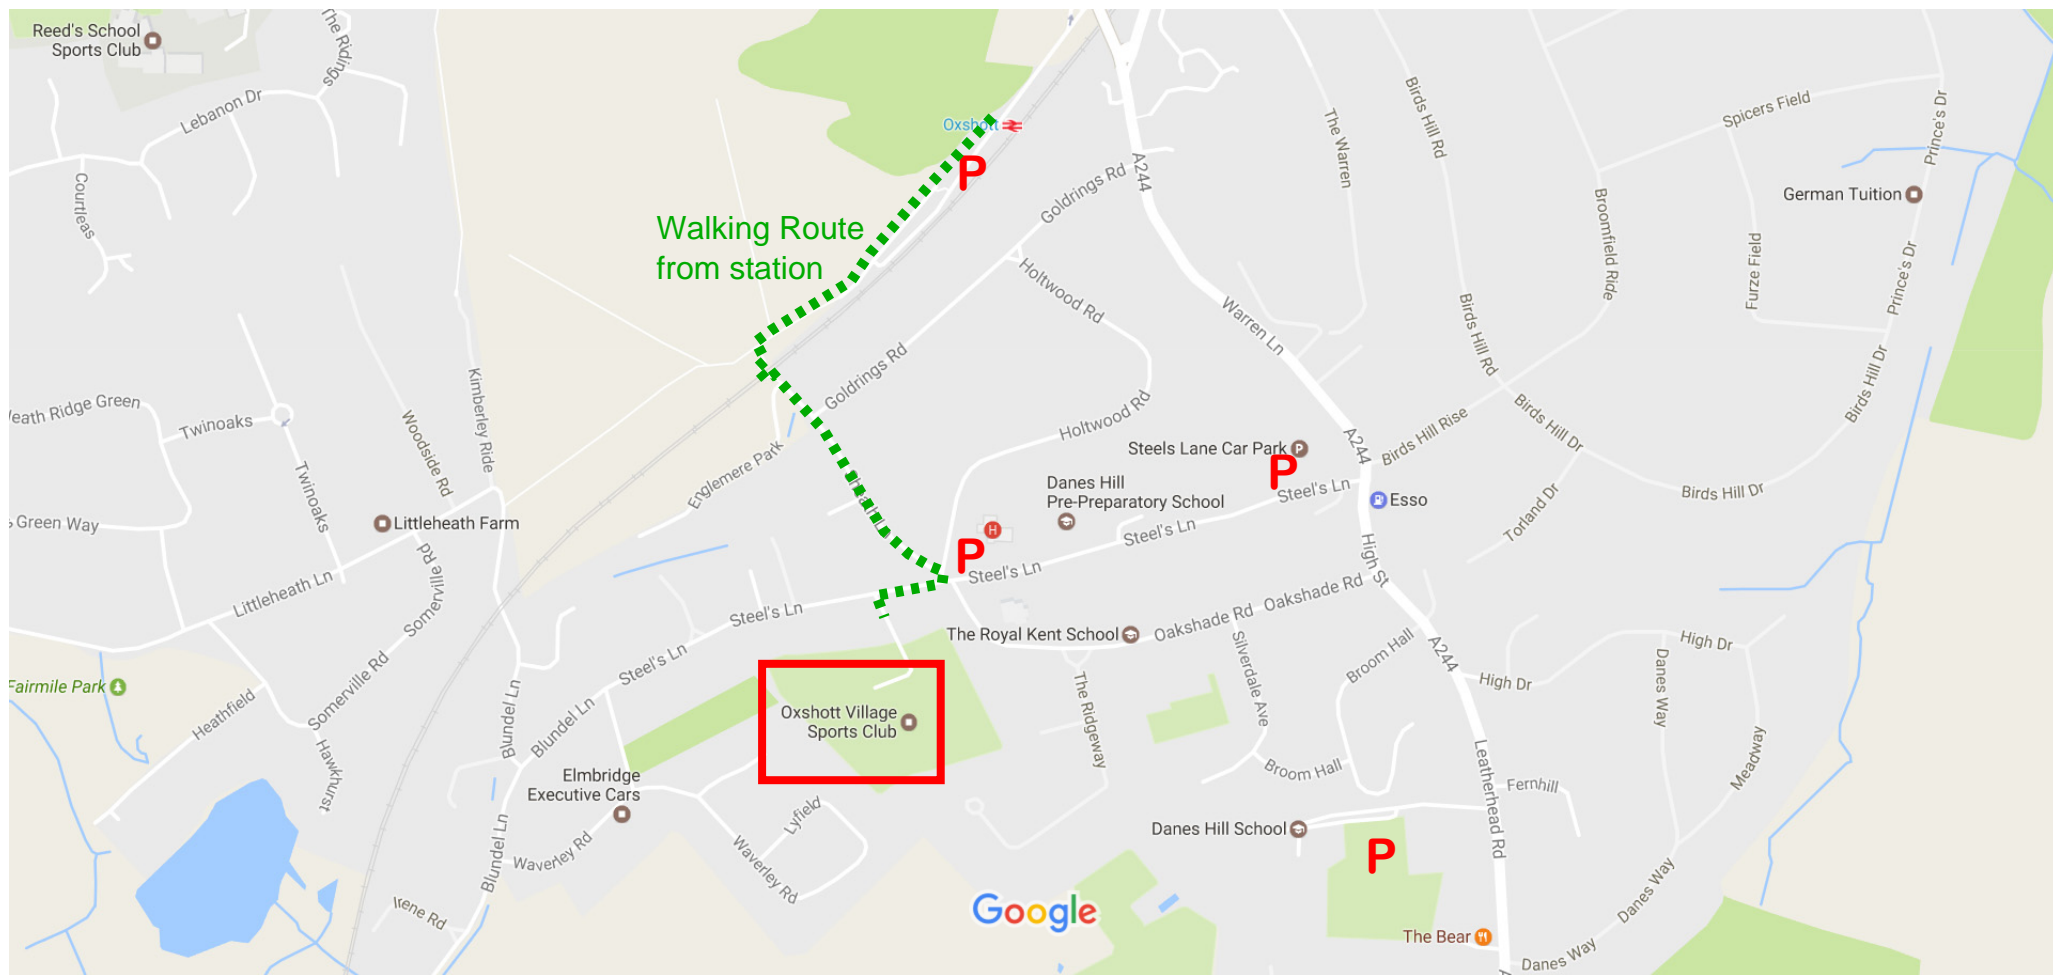 Reed's School
Sports Club
The Ridings
Lebanon Dr
Courtleas
Oxshott
P
A244
Goldrings Rd
The Warren
Birds Hill Rd
Spicers Field
Prince's Dr
German Tuition
Broomfield Ride
Furze Field
Prince's Dr
Walking Route
from station
Holtwood Rd
Warren Ln
Birds Hill Rd
Goldrings Rd
Kimberley Ride
eath Ridge Green
Twinoaks
Woodside Rd
Holtwood Rd
Birds Hill Dr
Birds Hill Dr
Birds Hill Rise
A244
Steels Lane Car Park
P
P
Englemere Park
Danes Hill
Pre-Preparatory School
Steel's Ln
Esso
Birds Hill Dr
Torland Dr
Twinoaks
Green Way
Littleheath Farm
H
Steel's Ln
High St
P
Steel's Ln
Somerville Rd
Littleheath Ln
Steel's Ln
Oakshade Rd
Oakshade Rd
The Royal Kent School
Silverdale Ave
Broom Hall
A244
High Dr
High Dr
Danes Way
Steel's Ln
Somerville Rd
Fairmile Park
Heathfield
Hawkhurst
Blundel Ln
Blundel Ln
Oxshott Village
Sports Club
The Ridgeway
Broom Hall
Leatherhead Rd
Meadway
Fernhill
Elmbridge
Executive Cars
Lyfield
Danes Hill School
P
Waverley Rd
Waverley Rd
Blundel Ln
Irene Rd
Google
The Bear
Danes Way
Danes Way